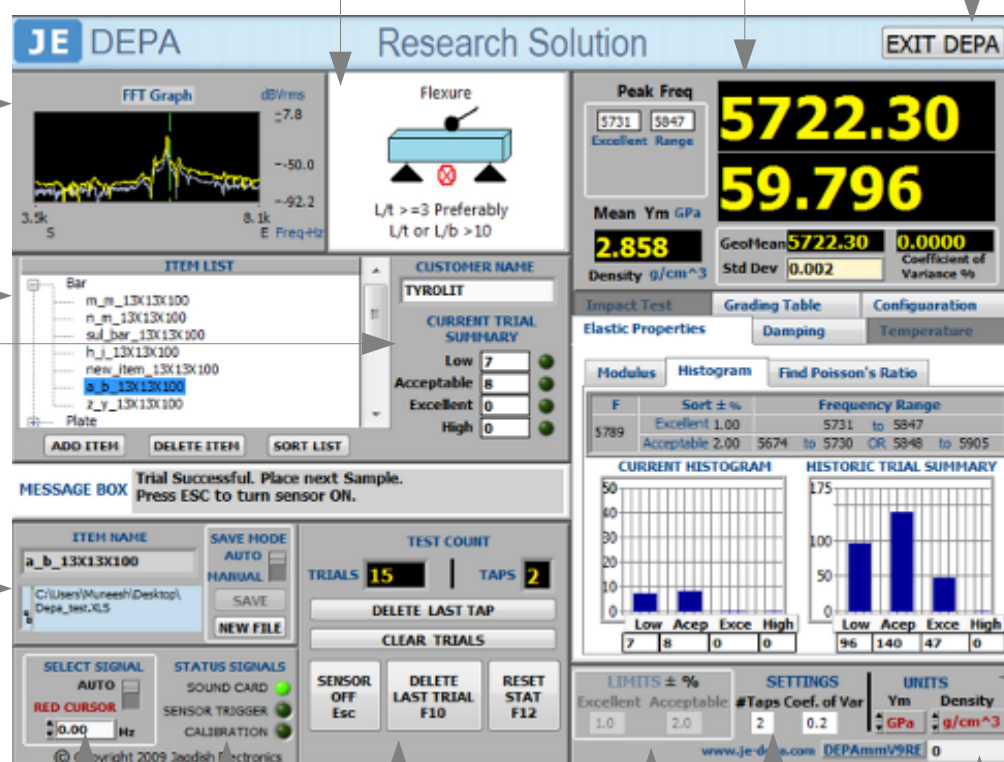 JE DEPA
Research Solution
EXIT DEPA
FFT Graph
dBVrms
-7.8
-50.0
-92.2
3.5k
8.1k
S
E Freq-Hz
Flexure
L/t >=3 Preferably
L/t or L/b >10
Peak Freq
5731 5847
Excellent Range
5722.30
59.796
Mean Ym GPa
2.858
Density g/cm^3
GeoMean 5722.30
Std Dev 0.002
0.0000
Coefficient of
Variance %
ITEM LIST
Bar
m_m_13X13X100
n_m_13X13X100
sul_bar_13X13X100
h_i_13X13X100
new_item_13X13X100
a_b_13X13X100
z_y_13X13X100
Plate
ADD ITEM DELETE ITEM SORT LIST
CUSTOMER NAME
TYROLIT
CURRENT TRIAL
SUMMARY
Low 7
Acceptable 8
Excellent 0
High 0
Impact Test Grading Table Configuaration
Elastic Properties Damping Temperature
Modulus Histogram Find Poisson's Ratio
F Sort ± % Frequency Range
5789
Excellent 1.00 5731 to 5847
Acceptable 2.00 5674 to 5730 OR 5848 to 5905
CURRENT HISTOGRAM
50
40
30
20
10
0
Low Acep Exce High
7 8 0 0
HISTORIC TRIAL SUMMARY
175
100
50
0
Low Acep Exce High
96 140 47 0
MESSAGE BOX
Trial Successful. Place next Sample.
Press ESC to turn sensor ON.
ITEM NAME
a_b_13X13X100
C:\Users\Muneesh\Desktop\
Depa_test.XLS
SAVE MODE
AUTO
MANUAL
SAVE
NEW FILE
TEST COUNT
TRIALS 15 TAPS 2
DELETE LAST TAP
CLEAR TRIALS
SENSOR
OFF
Esc
DELETE
LAST TRIAL
F10
RESET
STAT
F12
SELECT SIGNAL
AUTO
RED CURSOR
0.00 Hz
STATUS SIGNALS
SOUND CARD
SENSOR TRIGGER
CALIBRATION
© Copyright 2009 Jagdish Electronics
LIMITS ± %
Excellent Acceptable
1.0 2.0
SETTINGS
#Taps Coef. of Var
2 0.2
UNITS
Ym Density
GPa g/cm^3
www.je-depa.com DEPAmmV9RE 0